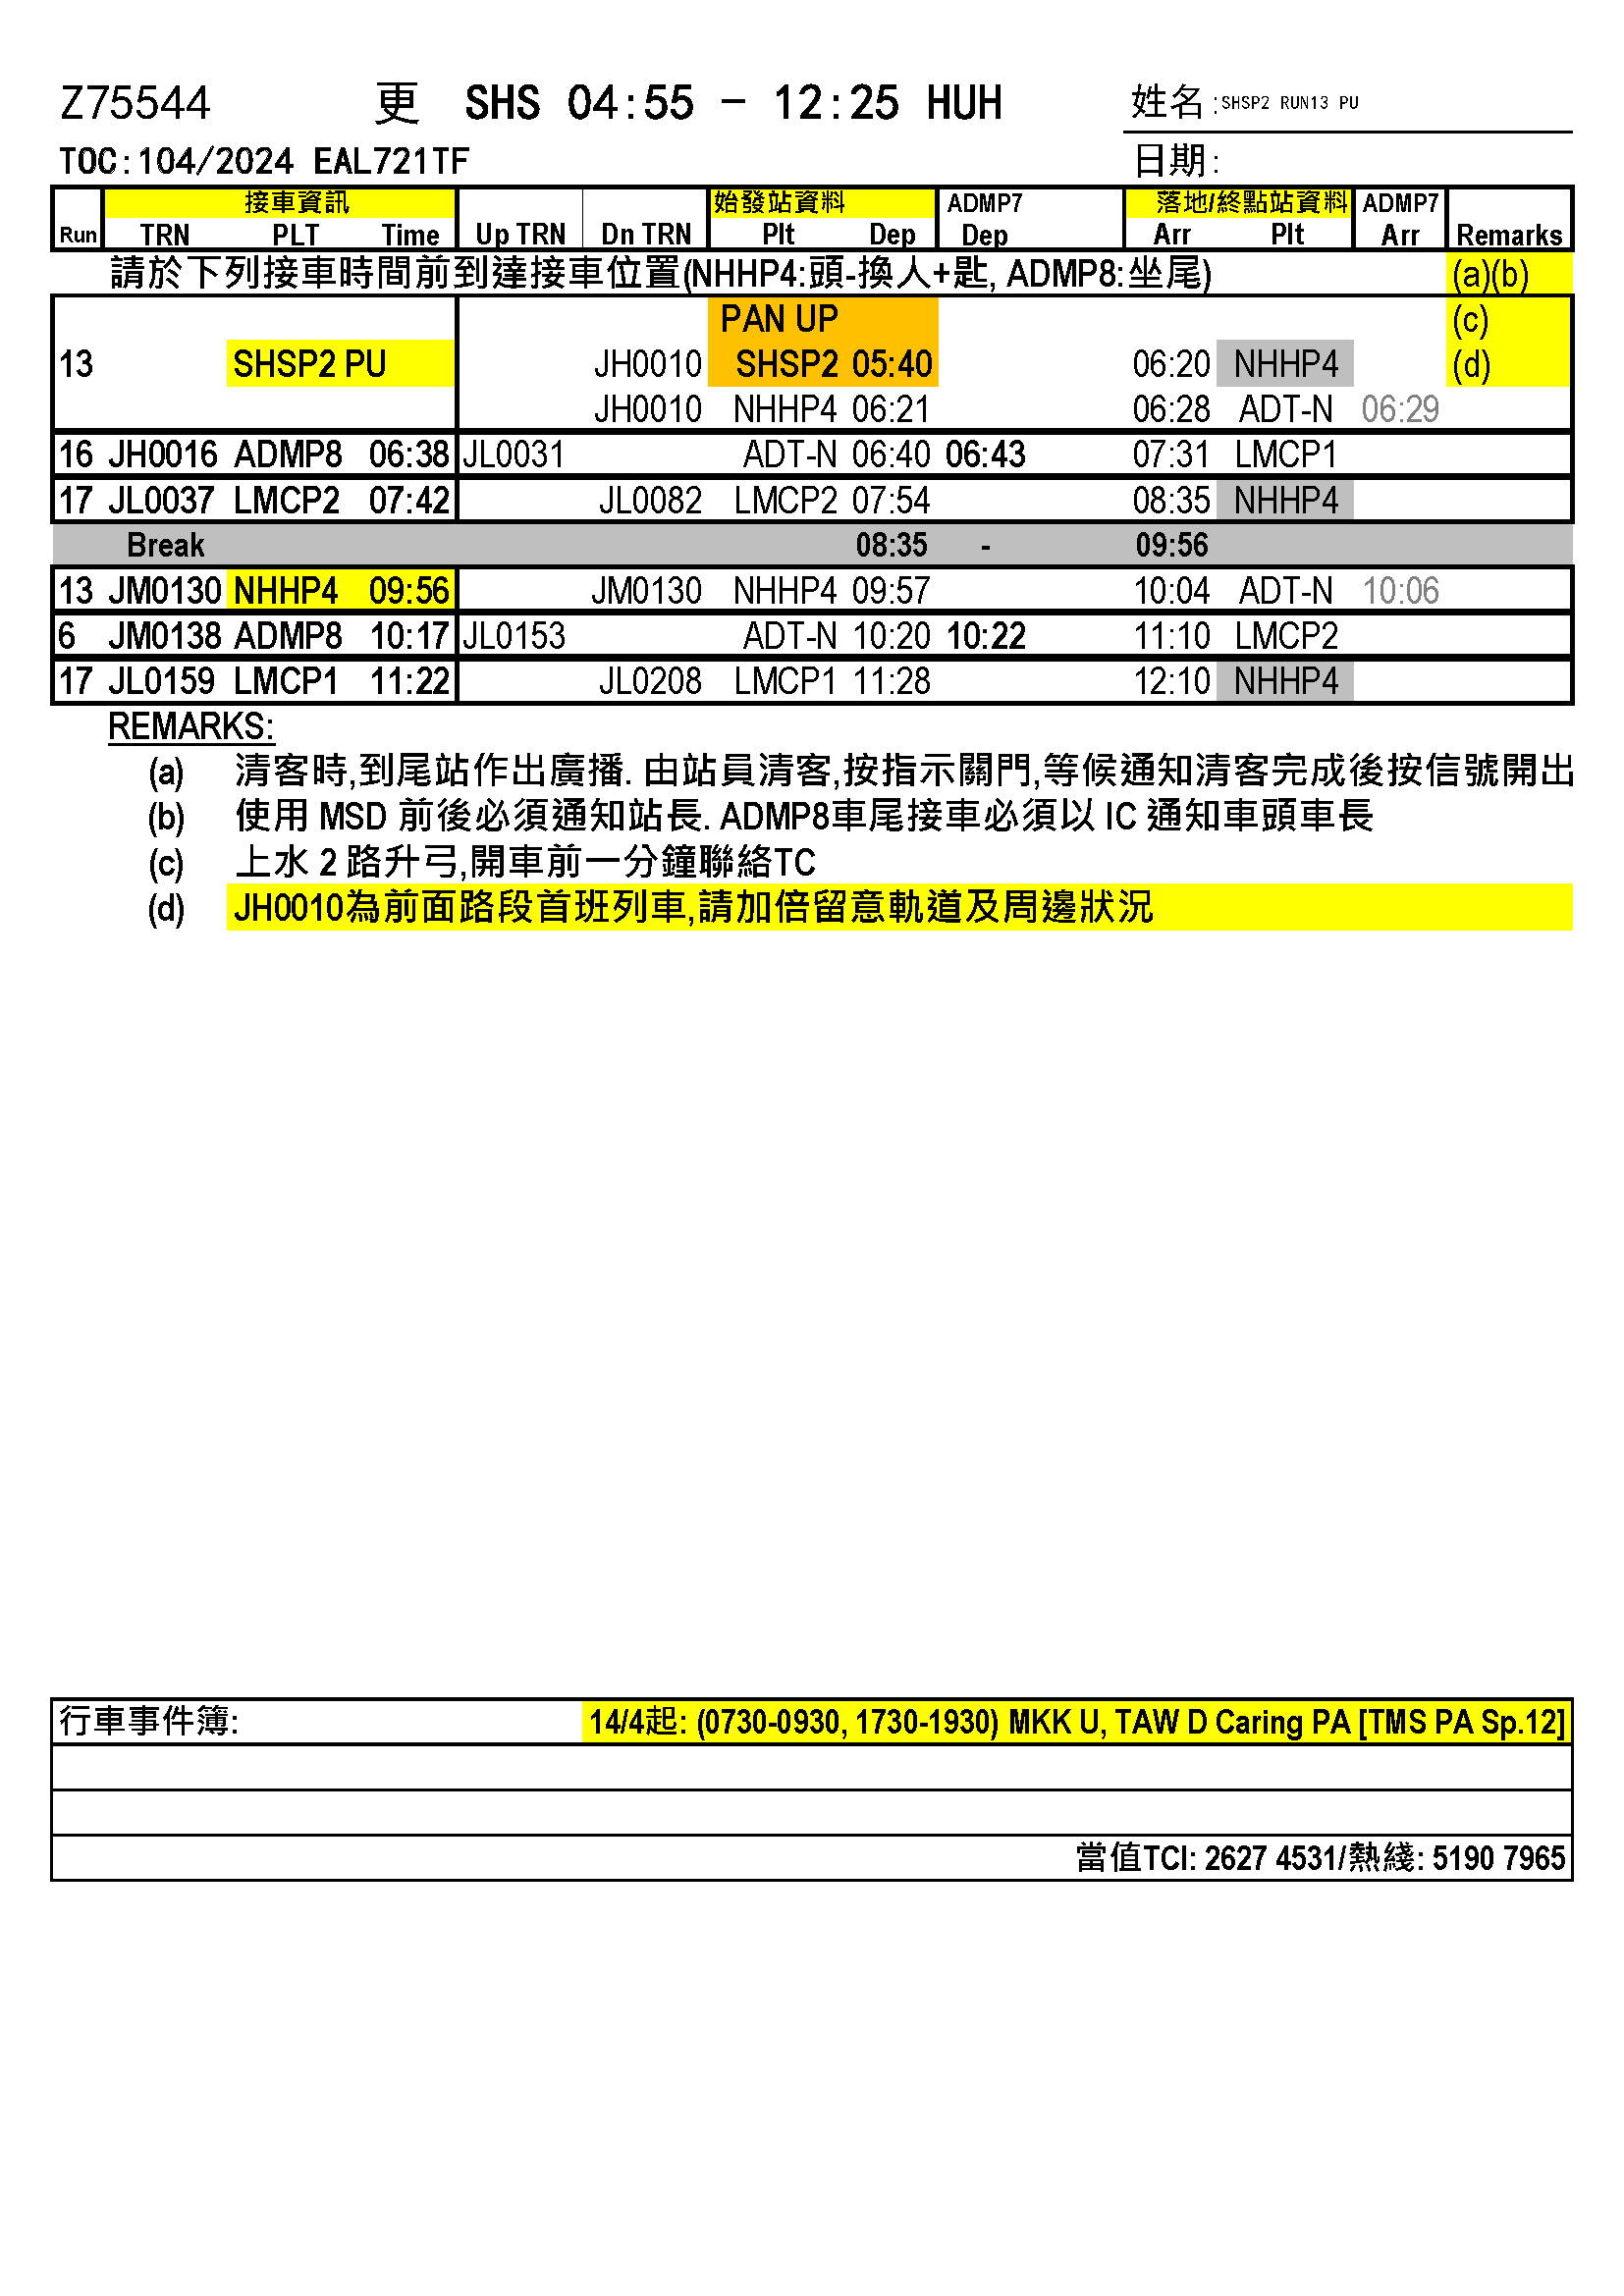 Z75544 更 SHS 04:55 - 12:25 HUH 姓名:SHSP2 RUN13 PU
TOC:104/2024 EAL721TF 日期:
接車資訊 始發站資料 ADMP7 落地/終點站資料 ADMP7
Run TRN PLT Time Up TRN Dn TRN Plt Dep Dep Arr Plt Arr Remarks
請於下列接車時間前到達接車位置(NHHP4:頭-換人+匙, ADMP8:坐尾) (a)(b)
PAN UP (c)
13 SHSP2 PU JH0010 SHSP2 05:40 06:20 NHHP4 (d)
JH0010 NHHP4 06:21 06:28 ADT-N 06:29
16 JH0016 ADMP8 06:38 JL0031 ADT-N 06:40 06:43 07:31 LMCP1
17 JL0037 LMCP2 07:42 JL0082 LMCP2 07:54 08:35 NHHP4
Break 08:35 - 09:56
13 JM0130 NHHP4 09:56 JM0130 NHHP4 09:57 10:04 ADT-N 10:06
6 JM0138 ADMP8 10:17 JL0153 ADT-N 10:20 10:22 11:10 LMCP2
17 JL0159 LMCP1 11:22 JL0208 LMCP1 11:28 12:10 NHHP4
REMARKS:
(a) 清客時,到尾站作出廣播. 由站員清客,按指示關門,等候通知清客完成後按信號開出
(b) 使用 MSD 前後必須通知站長. ADMP8車尾接車必須以 IC 通知車頭車長
(c) 上水 2 路升弓,開車前一分鐘聯絡TC
(d) JH0010為前面路段首班列車,請加倍留意軌道及周邊狀況
行車事件簿: 14/4起: (0730-0930, 1730-1930) MKK U, TAW D Caring PA [TMS PA Sp.12]
當值TCI: 2627 4531/熱綫: 5190 7965